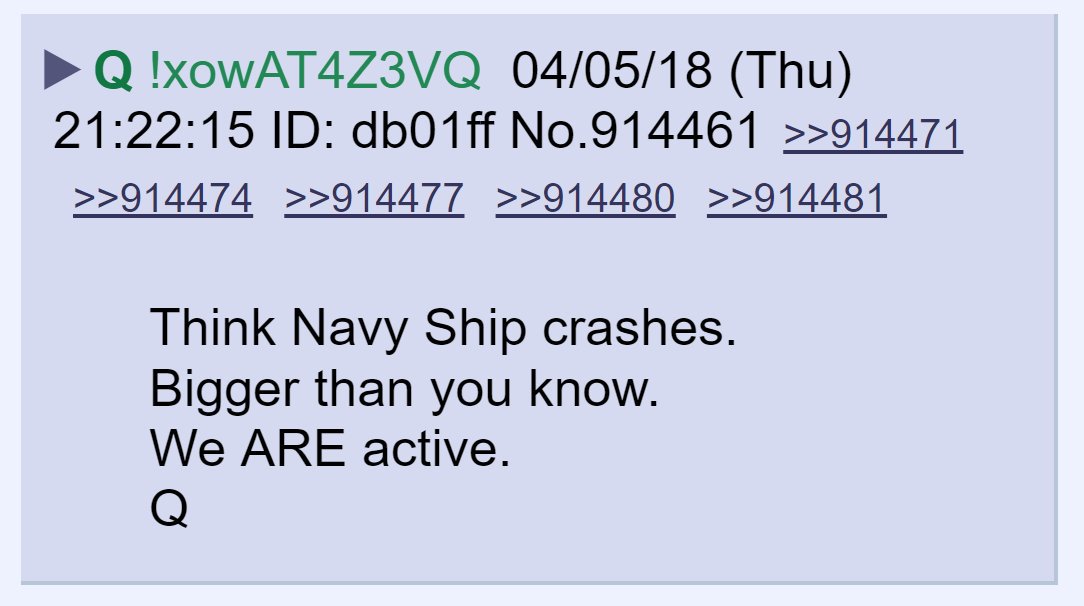 Q !xowAT4Z3VQ 04/05/18 (Thu)
21:22:15 ID: db01ff No.914461 >>914471
>>914474 >>914477 >>914480 >>914481
Think Navy Ship crashes.
Bigger than you know.
We ARE active.
Q